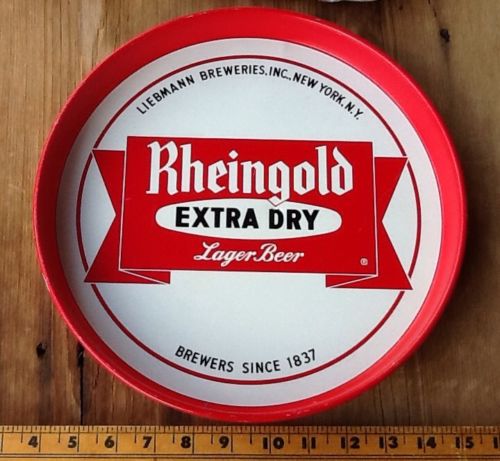 LIEBMANN BREWERIES, INC., NEW YORK, N.Y.
Rheingold
EXTRA DRY
Lager Beer
®
BREWERS SINCE 1837
4 5 6 7 8 9 10 11 12 13 14 15